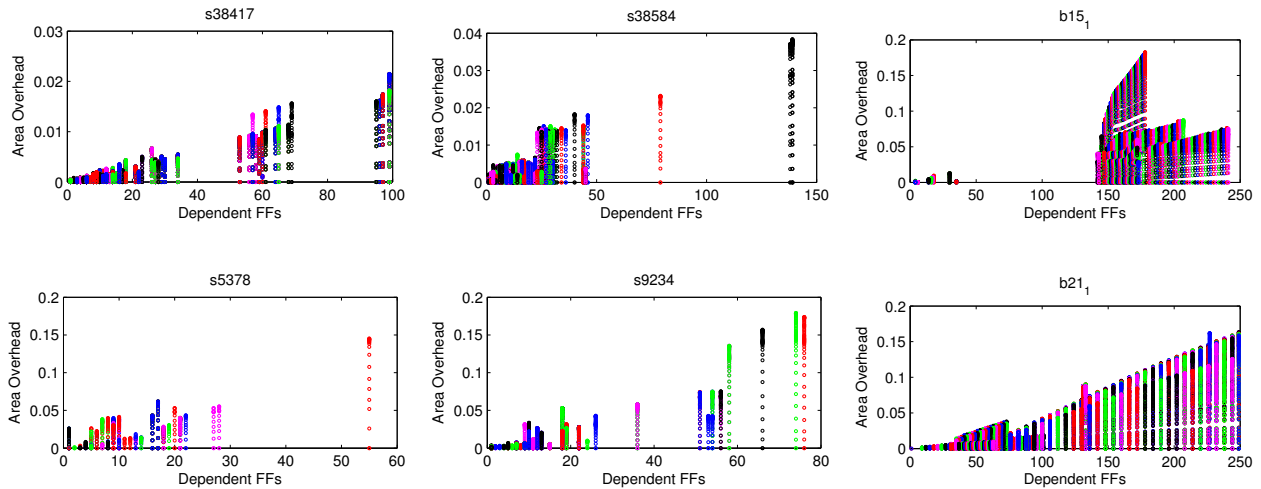 s38417
0.03
0.02
0.01
0
Area Overhead
0 20 40 60 80 100
Dependent FFs
s38584
0.04
0.03
0.02
0.01
0
Area Overhead
0 50 100 150
Dependent FFs
b15₁
0.2
0.15
0.1
0.05
0
Area Overhead
0 50 100 150 200 250
Dependent FFs
s5378
0.2
0.15
0.1
0.05
0
Area Overhead
0 10 20 30 40 50 60
Dependent FFs
s9234
0.2
0.15
0.1
0.05
0
Area Overhead
0 20 40 60 80
Dependent FFs
b21₁
0.2
0.15
0.1
0.05
0
Area Overhead
0 50 100 150 200 250
Dependent FFs